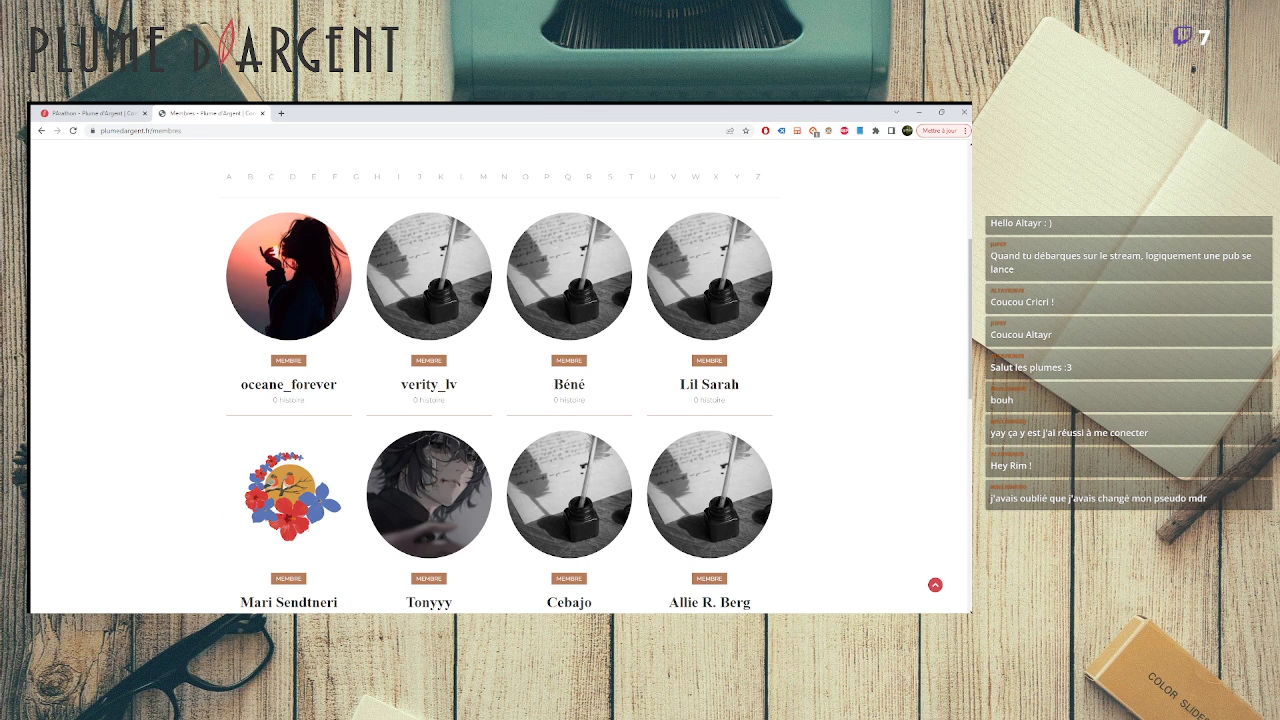 PLUME D'ARGENT
7
PArathon - Plume d'Argent | Con
Membres - Plume d'Argent | Con
plumedargent.fr/membres
Mettre à jour
A B C D E F G H I J K L M N O P Q R S T U V W X Y Z
MEMBRE MEMBRE MEMBRE MEMBRE
oceane_forever verity_lv Béné Lil Sarah
0 histoire 0 histoire 0 histoire 0 histoire
MEMBRE MEMBRE MEMBRE MEMBRE
Mari Sendtneri Tonyyy Cebajo Allie R. Berg
Hello Altayr : )
Quand tu débarques sur le stream, logiquement une pub se
lance
Coucou Cricri !
Coucou Altayr
Salut les plumes :3
bouh
yay ça y est j'ai réussi à me conecter
Hey Rim !
j'avais oublié que j'avais changé mon pseudo mdr
COLOR SLIDES